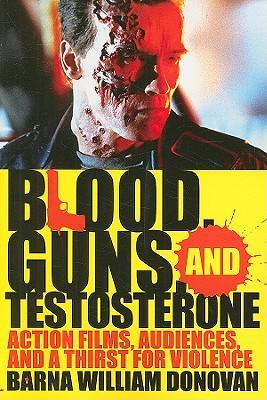 BLOOD,
GUNS, AND
TESTOSTERONE
ACTION FILMS, AUDIENCES,
AND A THIRST FOR VIOLENCE
BARNA WILLIAM DONOVAN